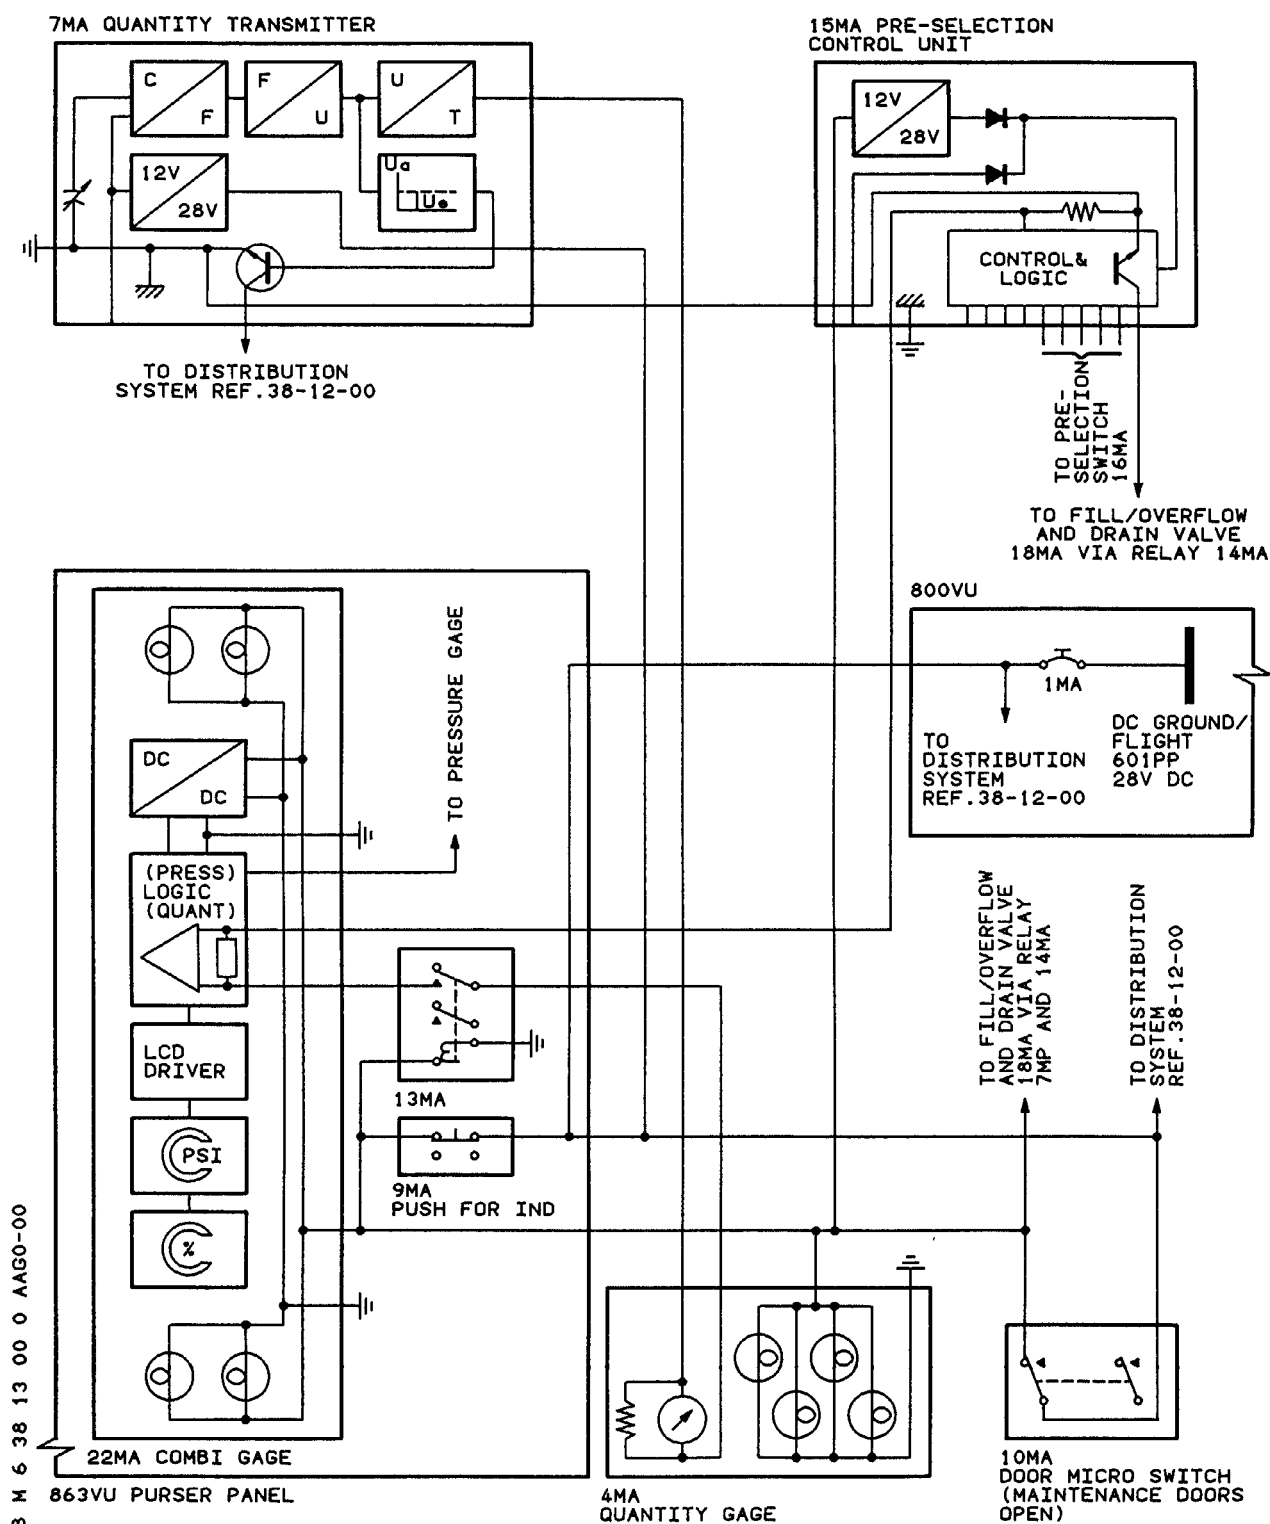 7MA QUANTITY TRANSMITTER
C
F
F
U
U
T
12V
28V
Ua
Ue
TO DISTRIBUTION
SYSTEM REF.38-12-00
15MA PRE-SELECTION
CONTROL UNIT
12V
28V
CONTROL&
LOGIC
TO PRE-
SELECTION
SWITCH
16MA
TO FILL/OVERFLOW
AND DRAIN VALVE
18MA VIA RELAY 14MA
800VU
1MA
TO
DISTRIBUTION
SYSTEM
REF.38-12-00
DC GROUND/
FLIGHT
601PP
28V DC
TO PRESSURE GAGE
DC
DC
(PRESS)
LOGIC
(QUANT)
LCD
DRIVER
PSI
%
13MA
9MA
PUSH FOR IND
TO FILL/OVERFLOW
AND DRAIN VALVE
18MA VIA RELAY
7MP AND 14MA
TO DISTRIBUTION
SYSTEM
REF.38-12-00
22MA COMBI GAGE
863VU PURSER PANEL
4MA
QUANTITY GAGE
10MA
DOOR MICRO SWITCH
(MAINTENANCE DOORS
OPEN)
M 6 38 13 00 0 AAG0-00